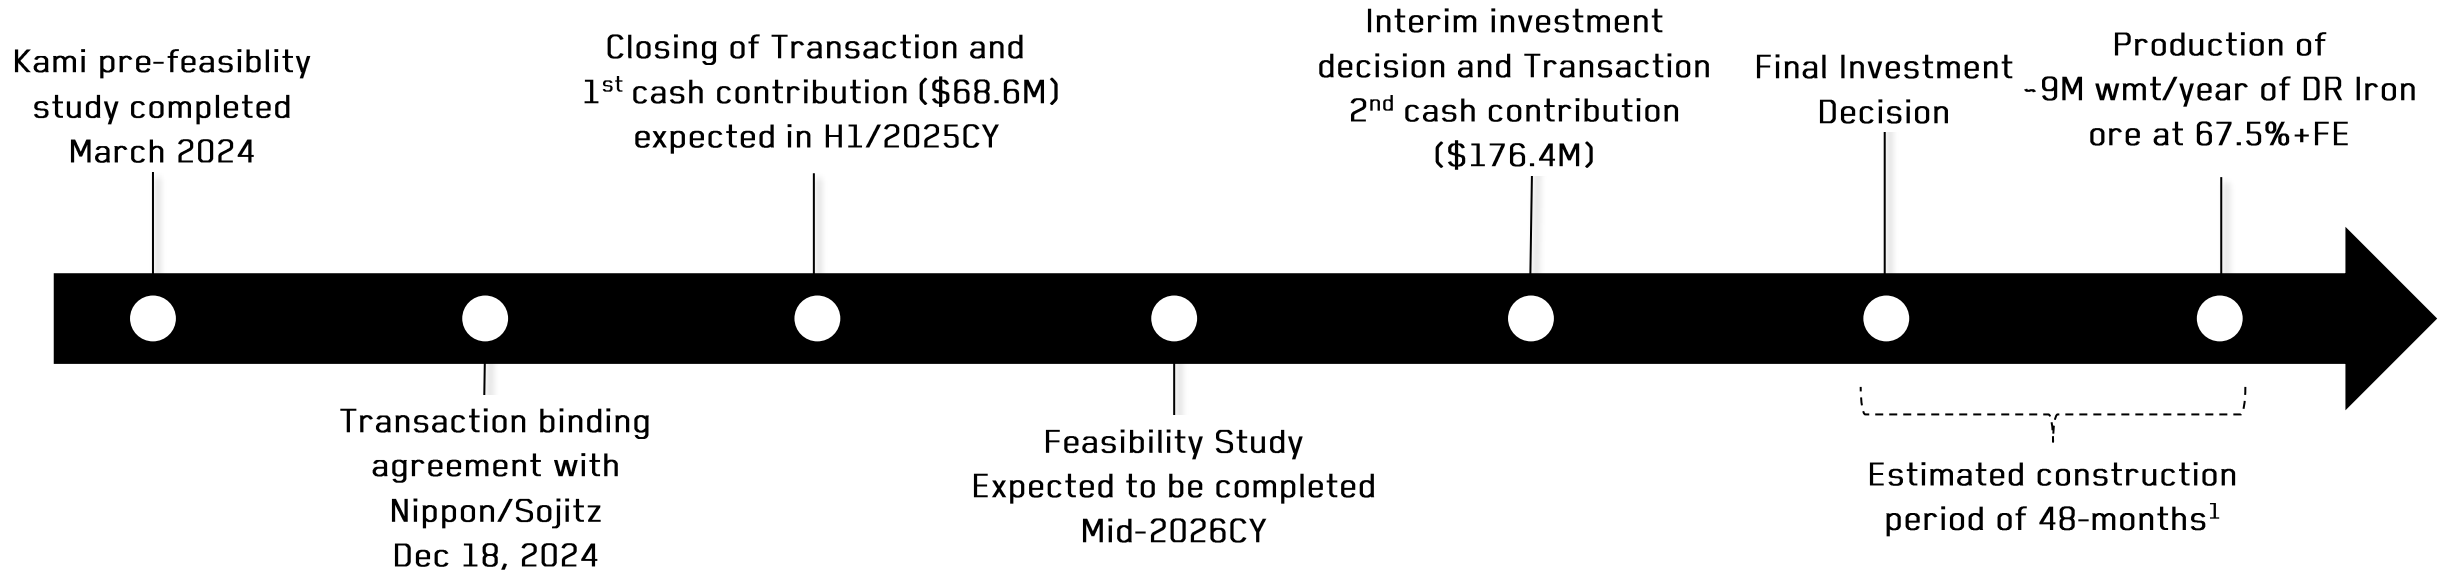 Kami pre-feasiblity
study completed
March 2024
Transaction binding
agreement with
Nippon/Sojitz
Dec 18, 2024
Closing of Transaction and
1st cash contribution ($68.6M)
expected in H1/2025CY
Feasibility Study
Expected to be completed
Mid-2026CY
Interim investment
decision and Transaction
2nd cash contribution
($176.4M)
Final Investment
Decision
Production of
~9M wmt/year of DR Iron
ore at 67.5%+FE
Estimated construction
period of 48-months1